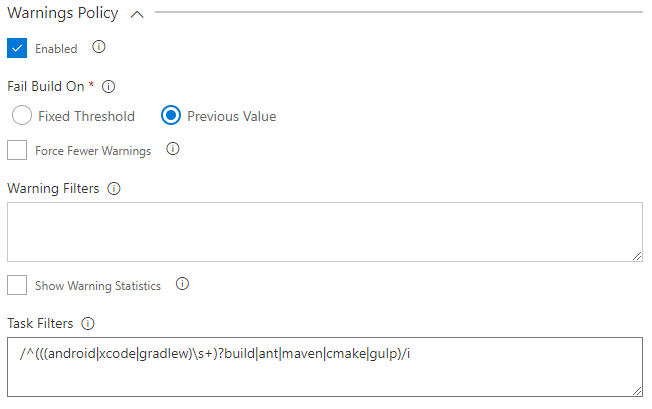 Warnings Policy
Enabled
Fail Build On *
Fixed Threshold Previous Value
Force Fewer Warnings
Warning Filters
Show Warning Statistics
Task Filters
/^(((android|xcode|gradlew)\s+)?build|ant|maven|cmake|gulp)/i